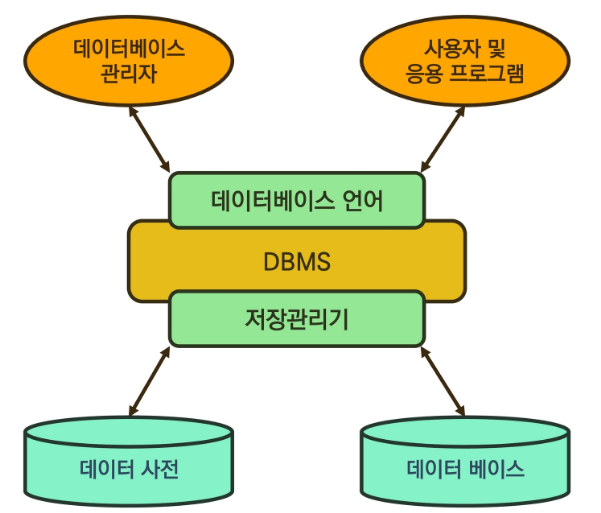 데이터베이스
관리자
사용자 및
응용 프로그램
데이터베이스 언어
DBMS
저장관리기
데이터 사전
데이터 베이스